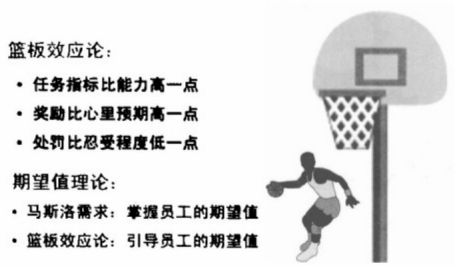 篮板效应论：
• 任务指标比能力高一点
• 奖励比心里预期高一点
• 处罚比忍受程度低一点
期望值理论：
• 马斯洛需求：掌握员工的期望值
• 篮板效应论：引导员工的期望值